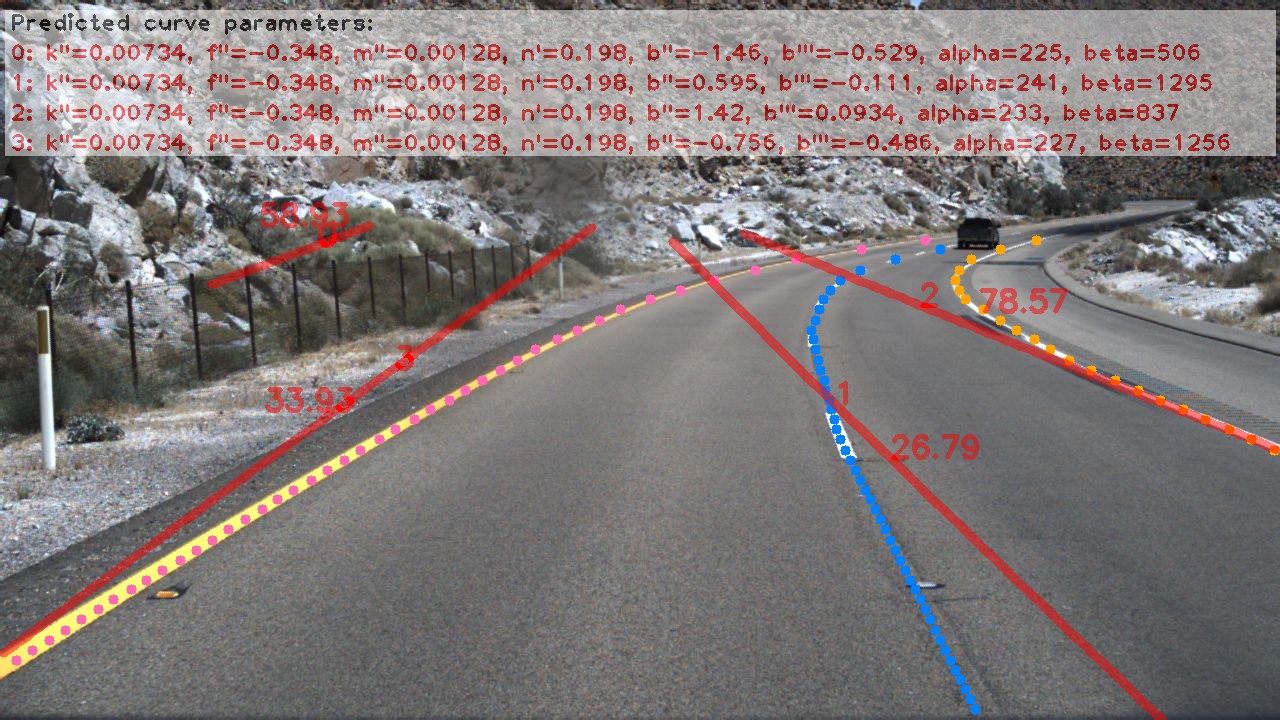 Predicted curve parameters:
0: k''=0.00734, f''=-0.348, m''=0.00128, n'=0.198, b''=-1.46, b'''=-0.529, alpha=225, beta=506
1: k''=0.00734, f''=-0.348, m''=0.00128, n'=0.198, b''=0.595, b'''=-0.111, alpha=241, beta=1295
2: k''=0.00734, f''=-0.348, m''=0.00128, n'=0.198, b''=1.42, b'''=0.0934, alpha=233, beta=837
3: k''=0.00734, f''=-0.348, m''=0.00128, n'=0.198, b''=-0.756, b'''=-0.486, alpha=227, beta=1256
0
2
78.57
3
33.93
1
26.79